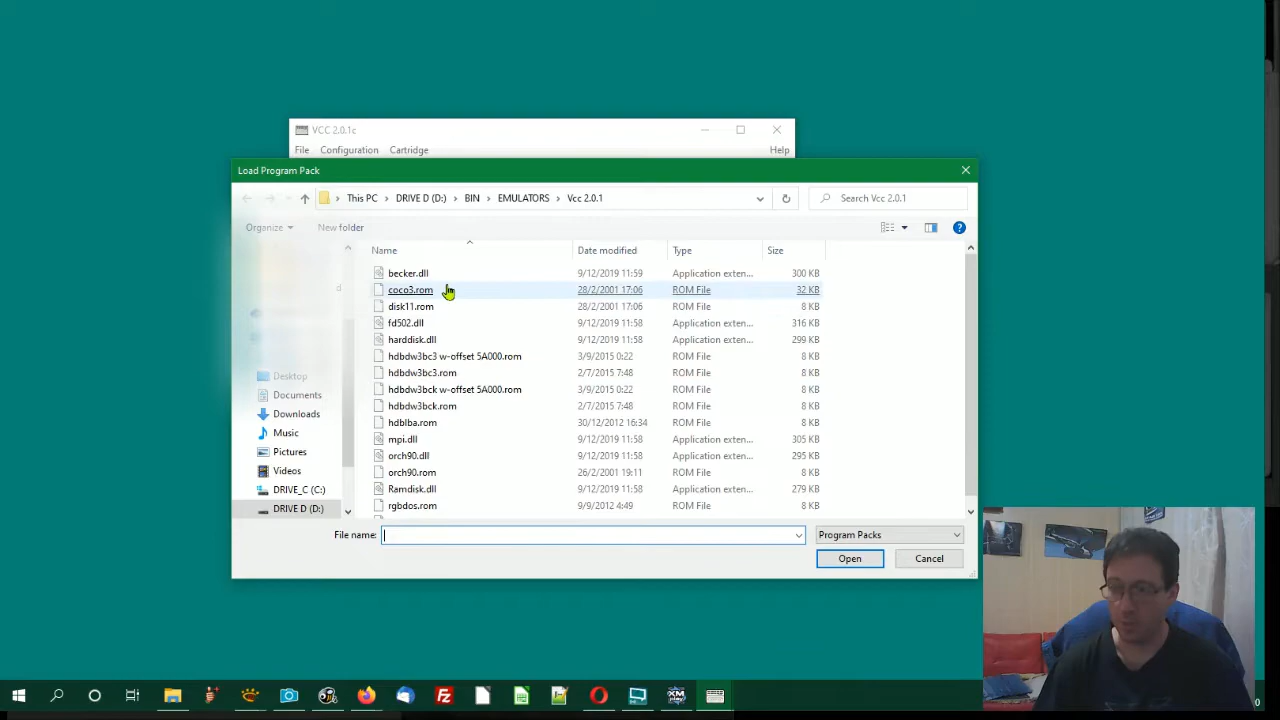 VCC 2.0.1c
File Configuration Cartridge Help
Load Program Pack
This PC > DRIVE D (D:) > BIN > EMULATORS > Vcc 2.0.1
Search Vcc 2.0.1
Organize New folder
Name Date modified Type Size
becker.dll 9/12/2019 11:59 Application exten... 300 KB
coco3.rom 28/2/2001 17:06 ROM File 32 KB
disk11.rom 28/2/2001 17:06 ROM File 8 KB
fd502.dll 9/12/2019 11:58 Application exten... 316 KB
harddisk.dll 9/12/2019 11:58 Application exten... 299 KB
hdbdw3bc3 w-offset 5A000.rom 3/9/2015 0:22 ROM File 8 KB
hdbdw3bc3.rom 2/7/2015 7:48 ROM File 8 KB
hdbdw3bck w-offset 5A000.rom 3/9/2015 0:22 ROM File 8 KB
hdbdw3bck.rom 2/7/2015 7:48 ROM File 8 KB
hdblba.rom 30/12/2012 16:34 ROM File 8 KB
mpi.dll 9/12/2019 11:58 Application exten... 305 KB
orch90.dll 9/12/2019 11:58 Application exten... 295 KB
orch90.rom 26/2/2001 19:11 ROM File 8 KB
Ramdisk.dll 9/12/2019 11:58 Application exten... 279 KB
rgbdos.rom 9/9/2012 4:49 ROM File 8 KB
Desktop
Documents
Downloads
Music
Pictures
Videos
DRIVE_C (C:)
DRIVE D (D:)
File name:
Program Packs
Open Cancel